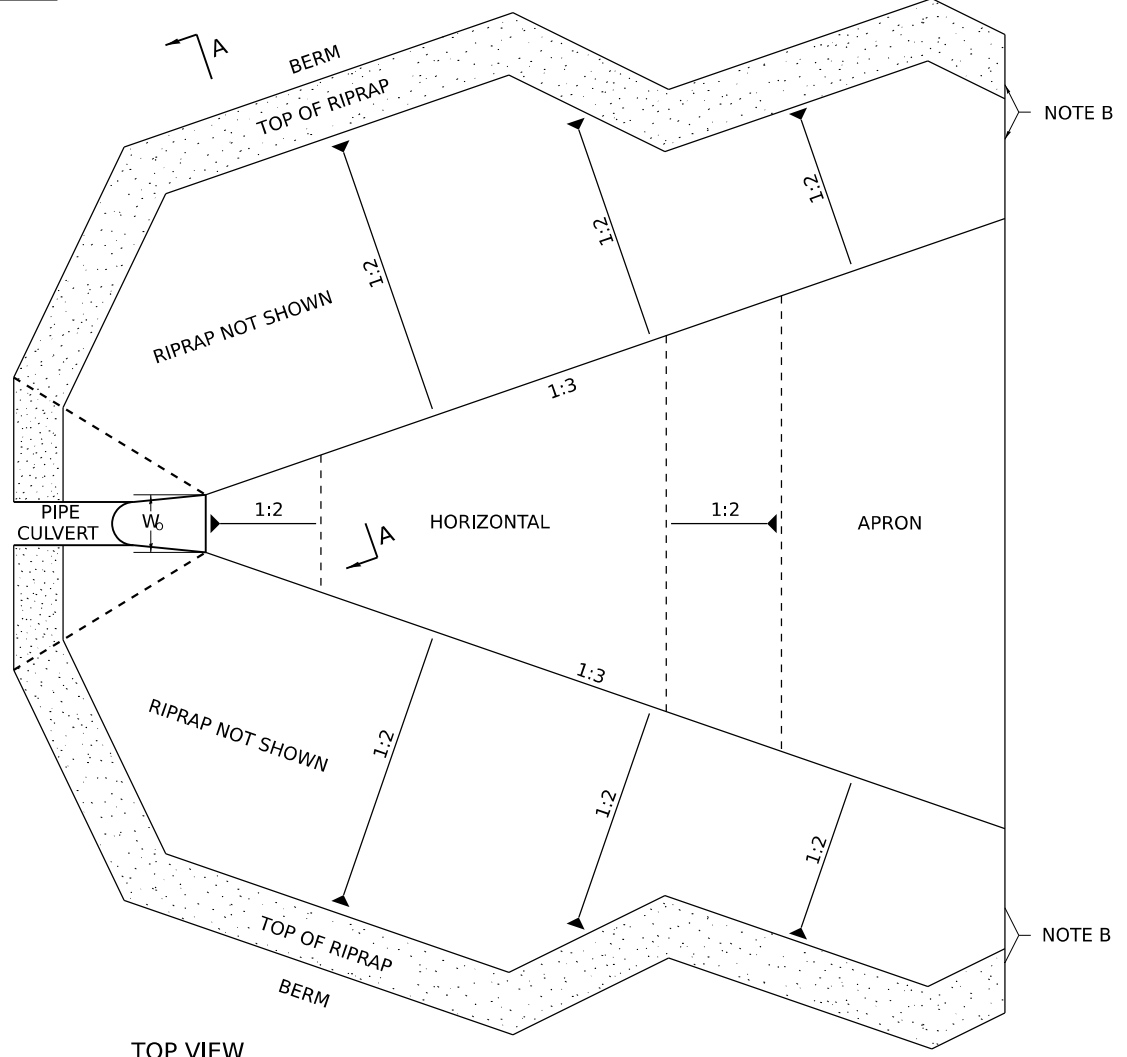 A
BERM
TOP OF RIPRAP
NOTE B
1:2
1:2
1:2
RIPRAP NOT SHOWN
1:3
PIPE
CULVERT
Wo
1:2
HORIZONTAL
1:2
APRON
A
1:3
RIPRAP NOT SHOWN
1:2
1:2
1:2
TOP OF RIPRAP
NOTE B
BERM
TOP VIEW